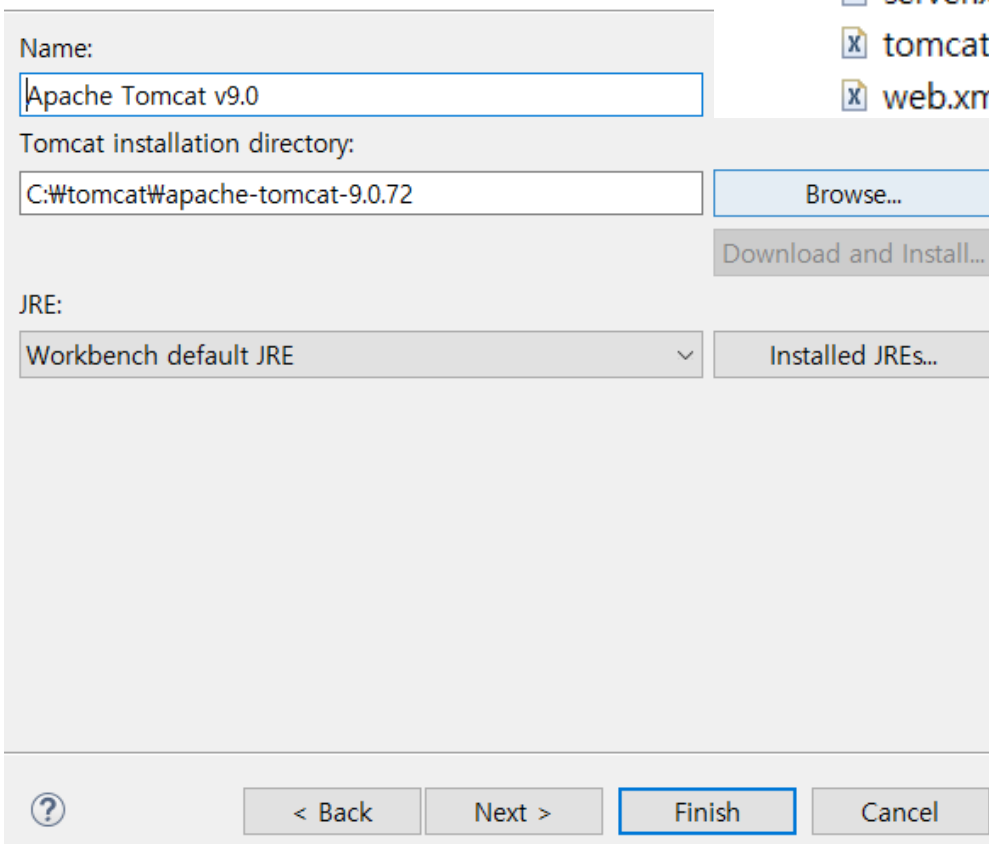 tomcat
web.xm
Name:
Apache Tomcat v9.0
Tomcat installation directory:
C:₩tomcat₩apache-tomcat-9.0.72
Browse...
Download and Install...
JRE:
Workbench default JRE
Installed JREs...
?
< Back
Next >
Finish
Cancel